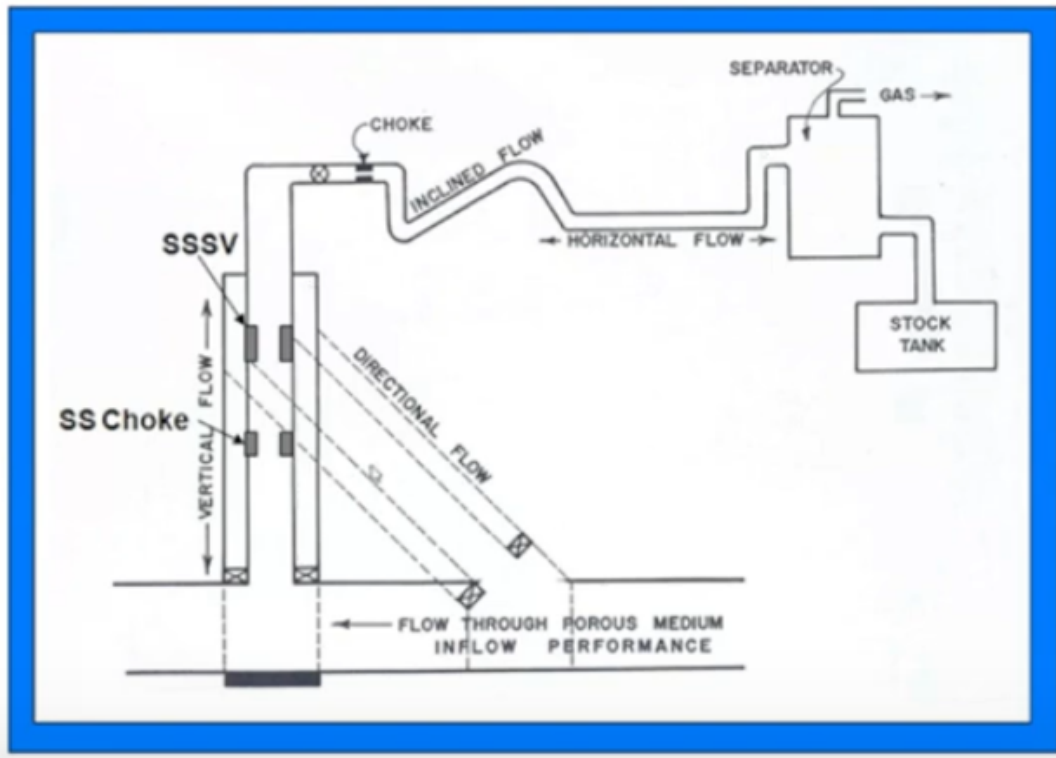 SEPARATOR
GAS
CHOKE
INCLINED FLOW
SSSV
HORIZONTAL FLOW
STOCK
TANK
VERTICAL FLOW
DIRECTIONAL FLOW
SS Choke
FLOW THROUGH POROUS MEDIUM
INFLOW PERFORMANCE